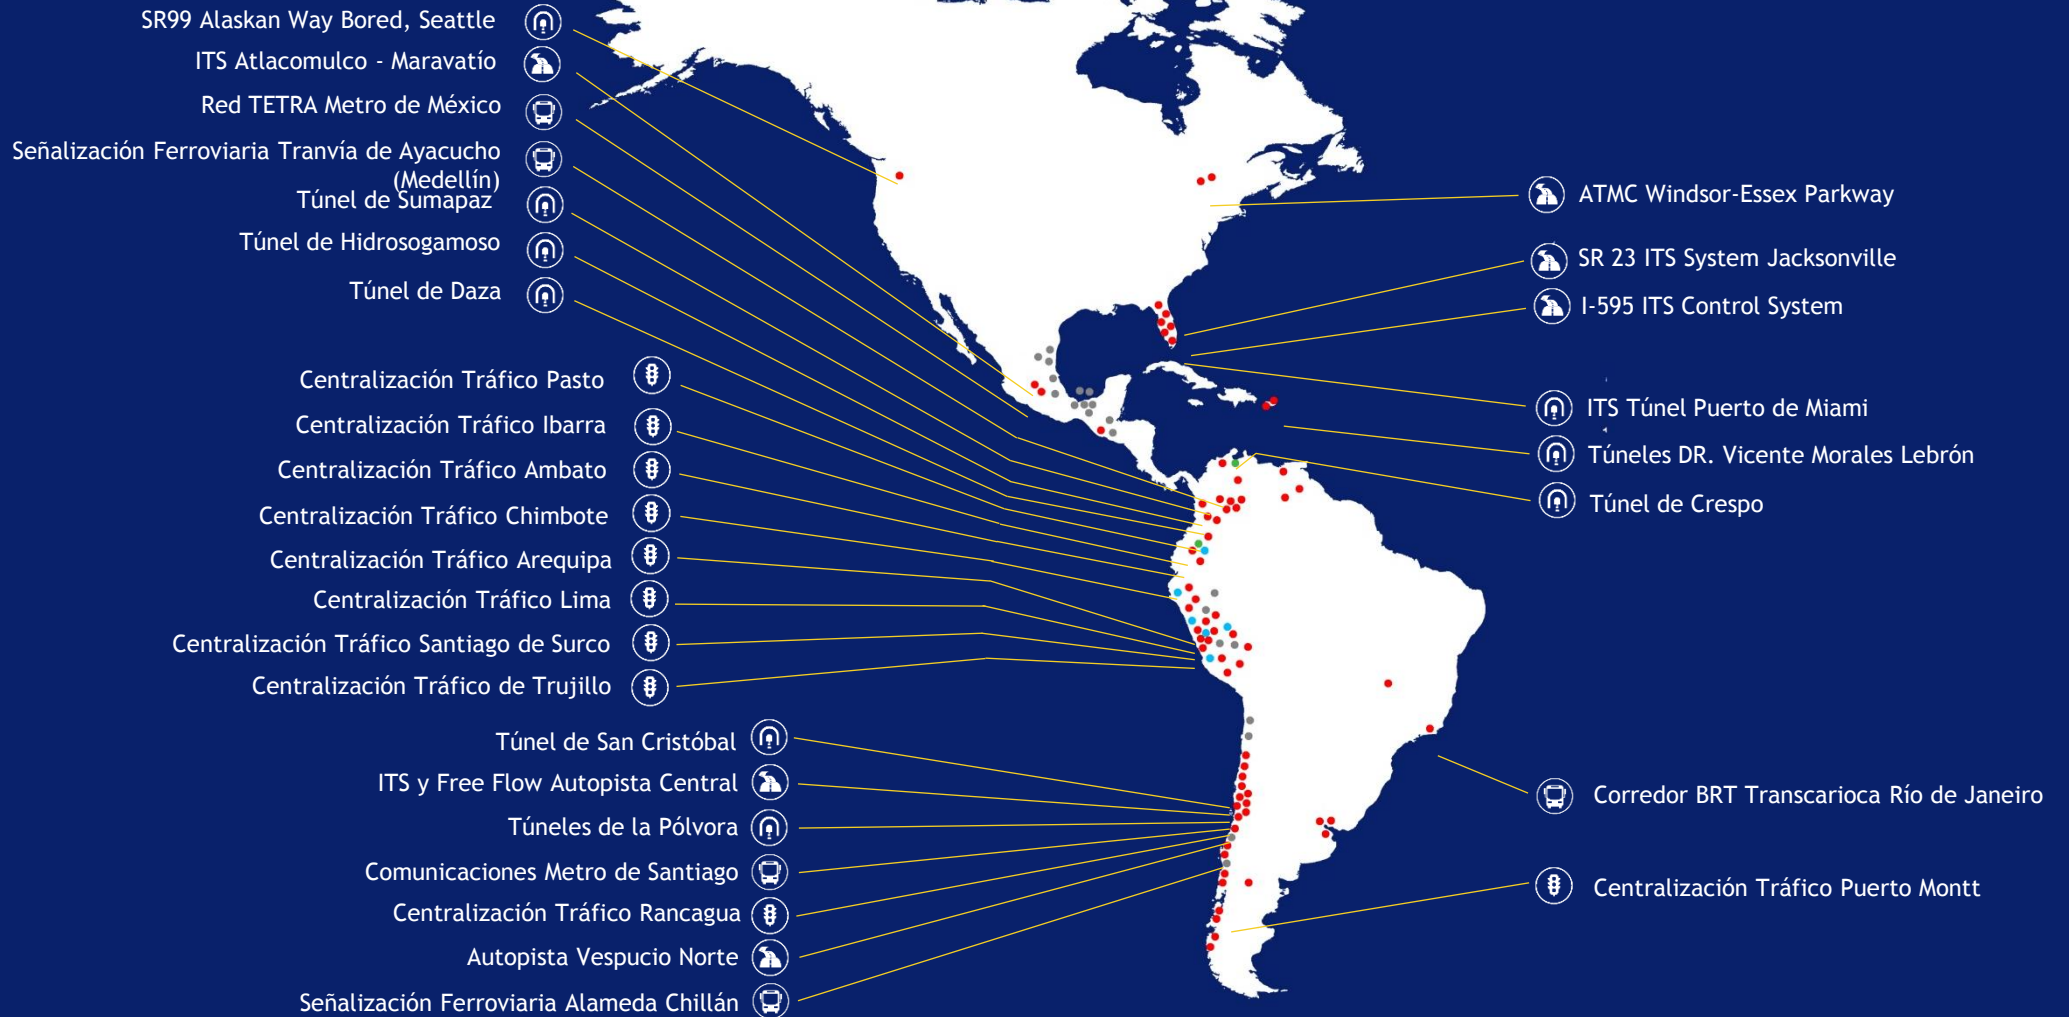 SR99 Alaskan Way Bored, Seattle
ITS Atlacomulco - Maravatío
Red TETRA Metro de México
Señalización Ferroviaria Tranvía de Ayacucho
(Medellín)
Túnel de Sumapaz
Túnel de Hidrosogamoso
Túnel de Daza
Centralización Tráfico Pasto
Centralización Tráfico Ibarra
Centralización Tráfico Ambato
Centralización Tráfico Chimbote
Centralización Tráfico Arequipa
Centralización Tráfico Lima
Centralización Tráfico Santiago de Surco
Centralización Tráfico de Trujillo
Túnel de San Cristóbal
ITS y Free Flow Autopista Central
Túneles de la Pólvora
Comunicaciones Metro de Santiago
Centralización Tráfico Rancagua
Autopista Vespucio Norte
Señalización Ferroviaria Alameda Chillán
ATMC Windsor-Essex Parkway
SR 23 ITS System Jacksonville
I-595 ITS Control System
ITS Túnel Puerto de Miami
Túneles DR. Vicente Morales Lebrón
Túnel de Crespo
Corredor BRT Transcarioca Río de Janeiro
Centralización Tráfico Puerto Montt